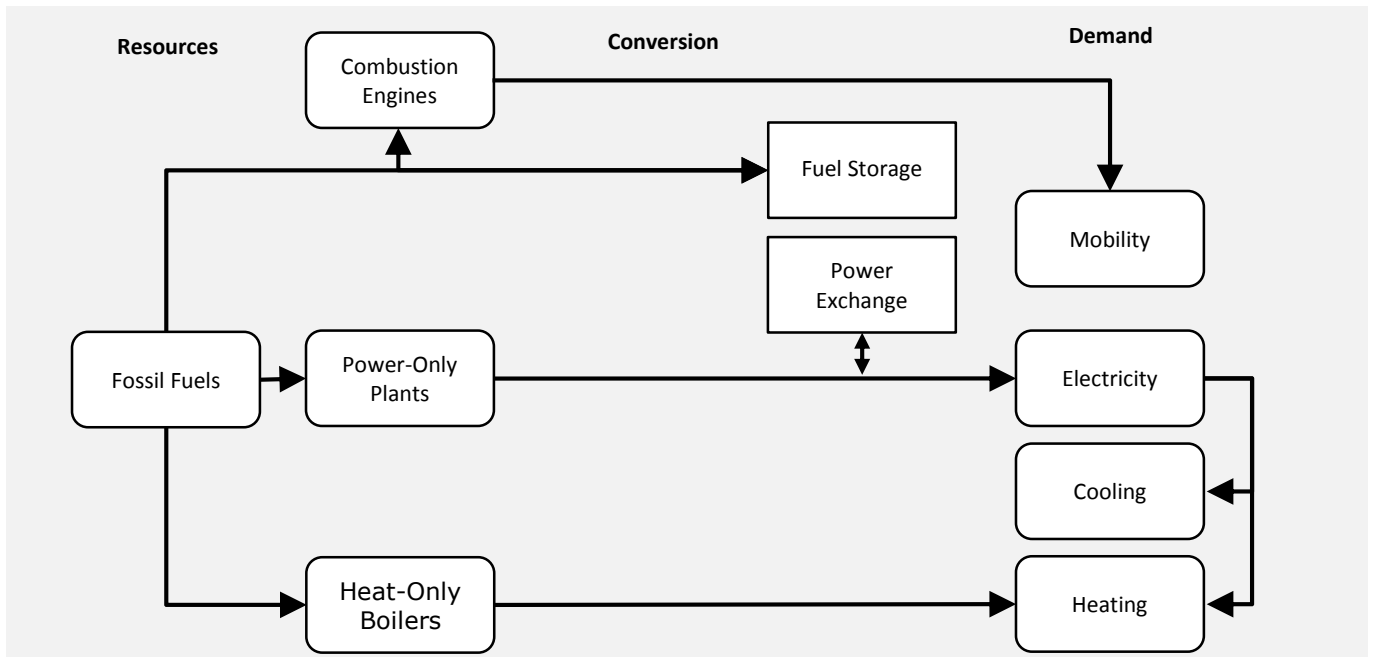 Resources
Conversion
Demand
Combustion
Engines
Fuel Storage
Mobility
Power
Exchange
Fossil Fuels
Power-Only
Plants
Electricity
Cooling
Heat-Only
Boilers
Heating